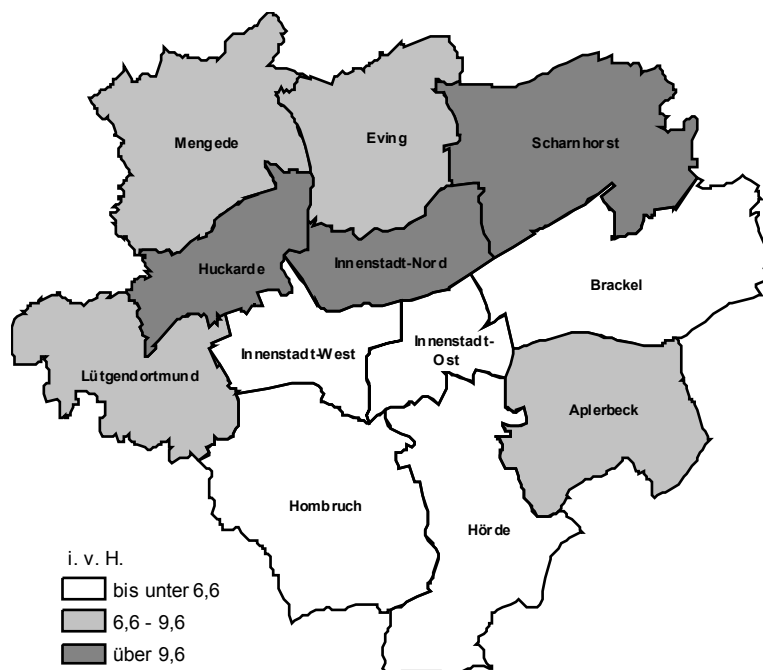 Mengede
Eving
Scharnhorst
Huckarde
Innenstadt-Nord
Brackel
Innenstadt-West
Innenstadt-
Ost
Lütgendortmund
Aplerbeck
Hombruch
Hörde
i. v. H.
bis unter 6,6
6,6 - 9,6
über 9,6